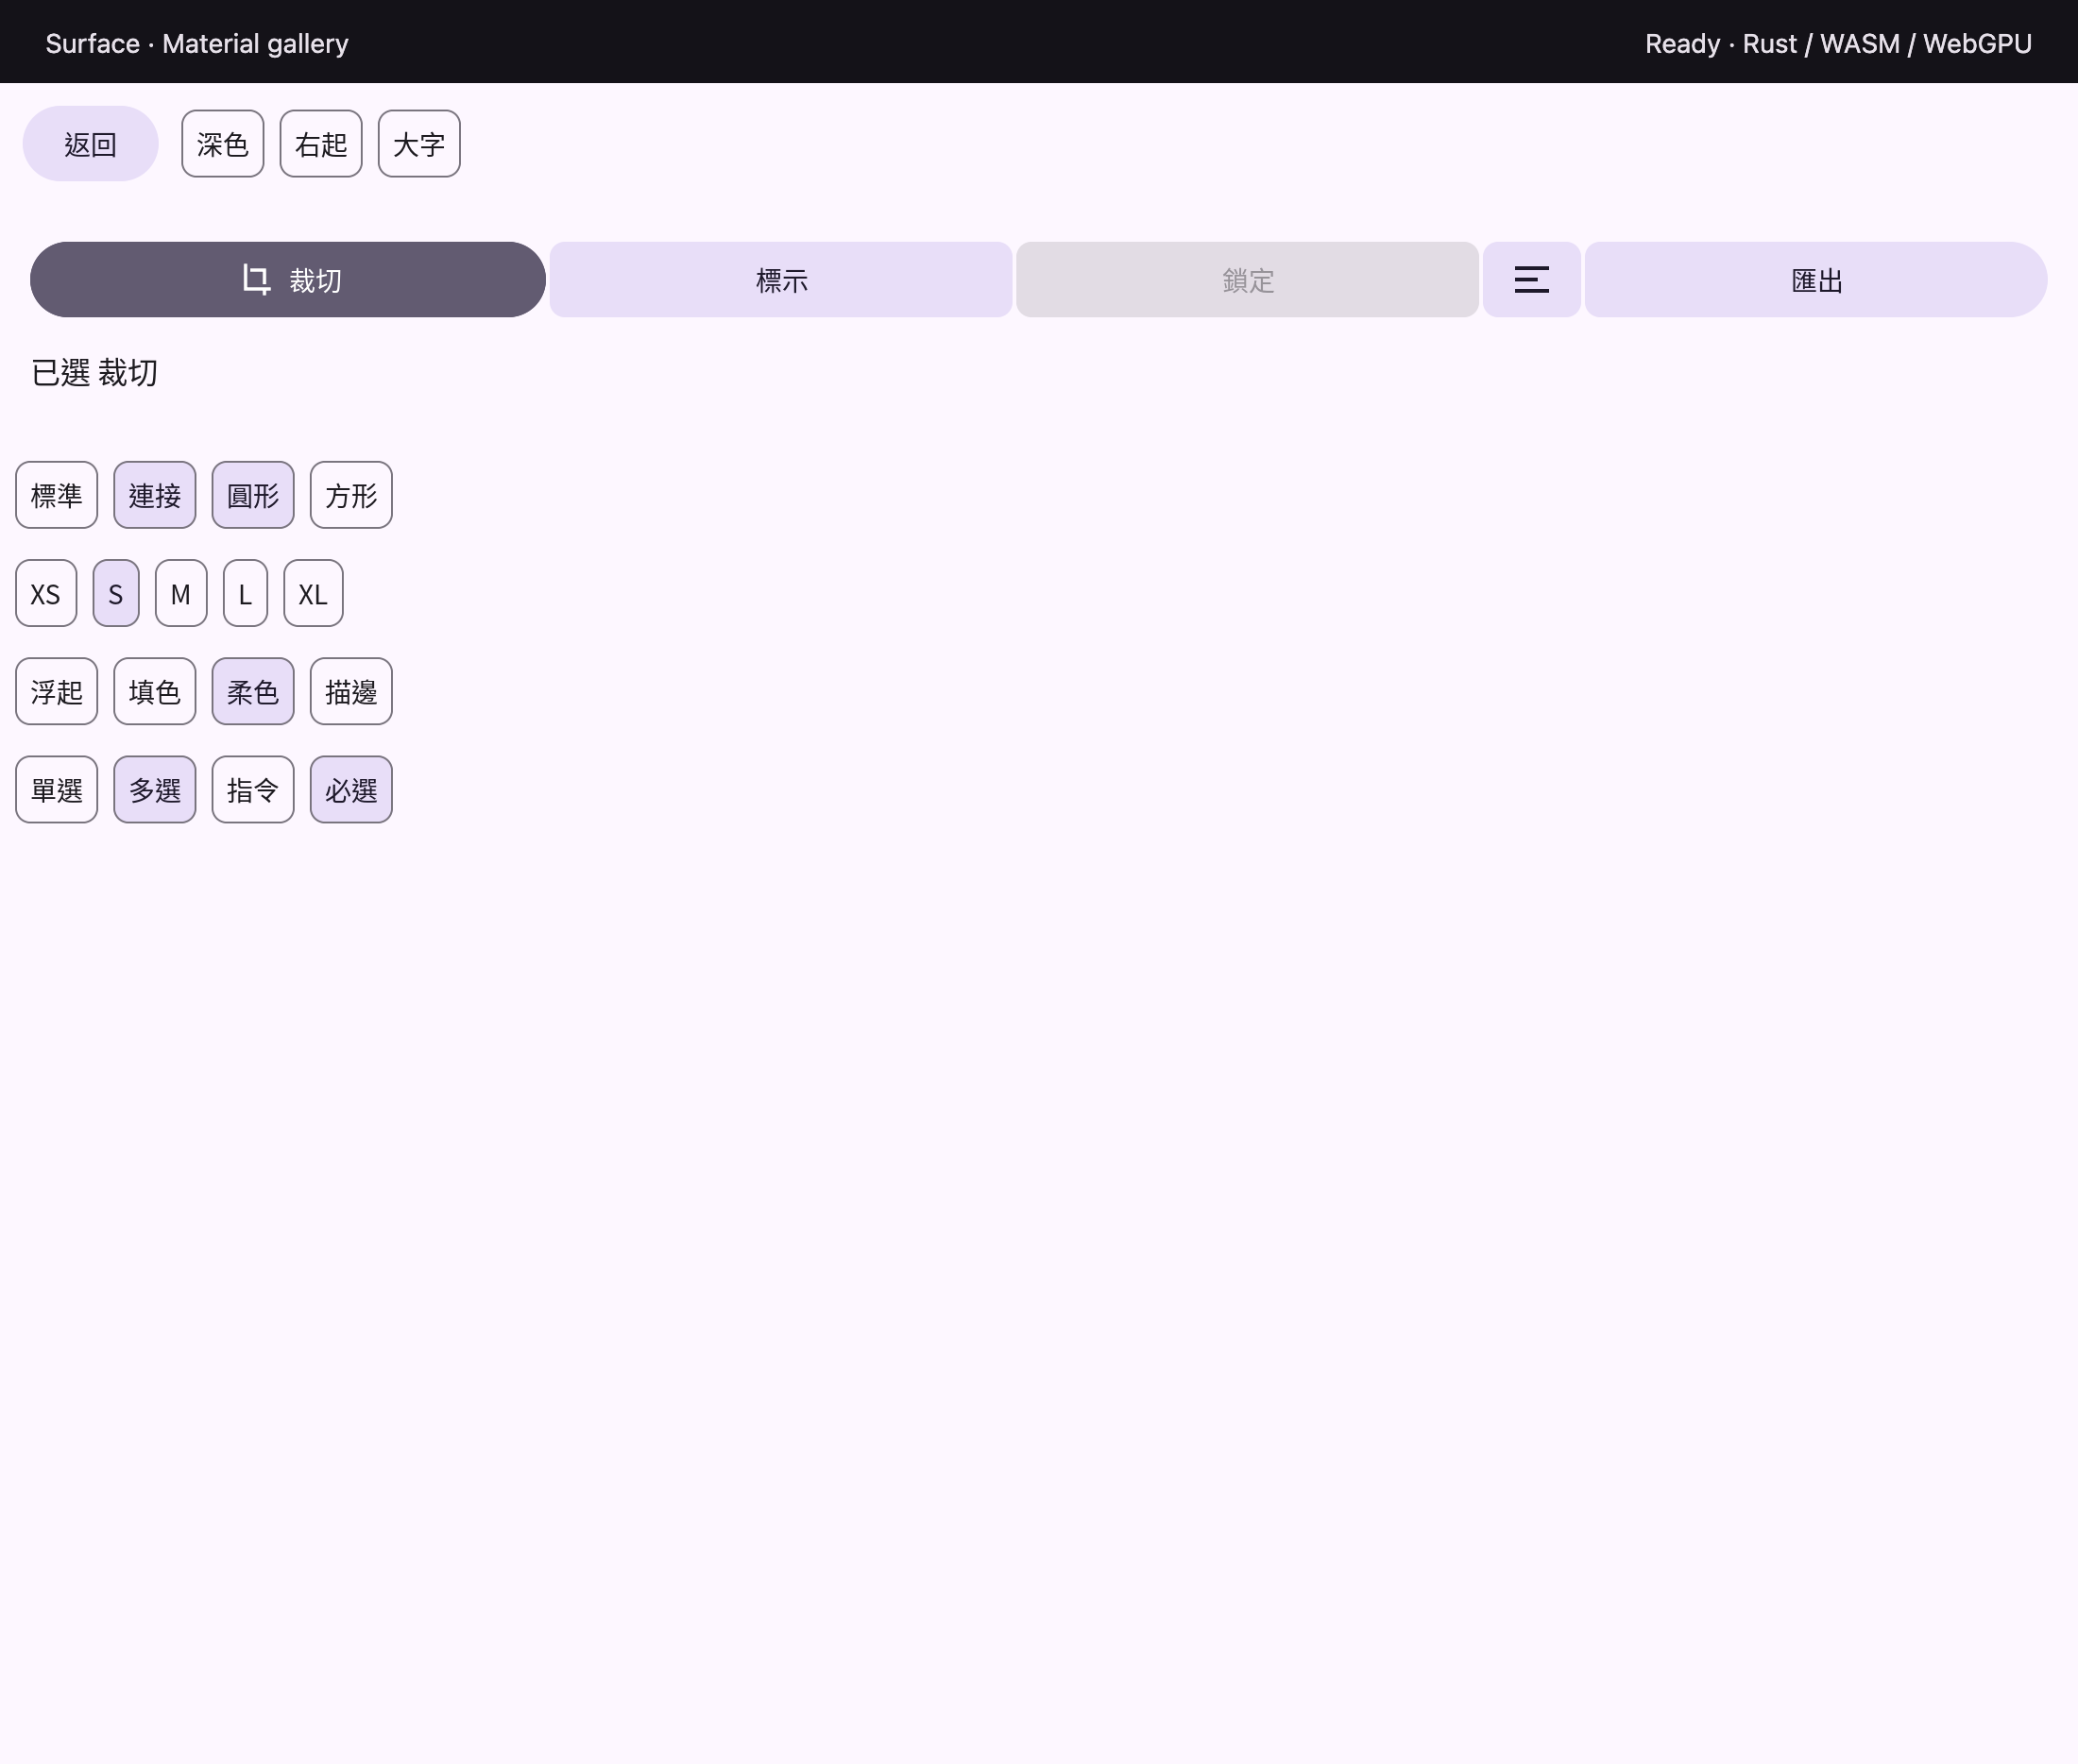 Surface · Material gallery Ready · Rust / WASM / WebGPU
返回 深色 右起 大字
裁切 標示 鎖定 匯出
已選 裁切
標準 連接 圓形 方形
XS S M L XL
浮起 填色 柔色 描邊
單選 多選 指令 必選